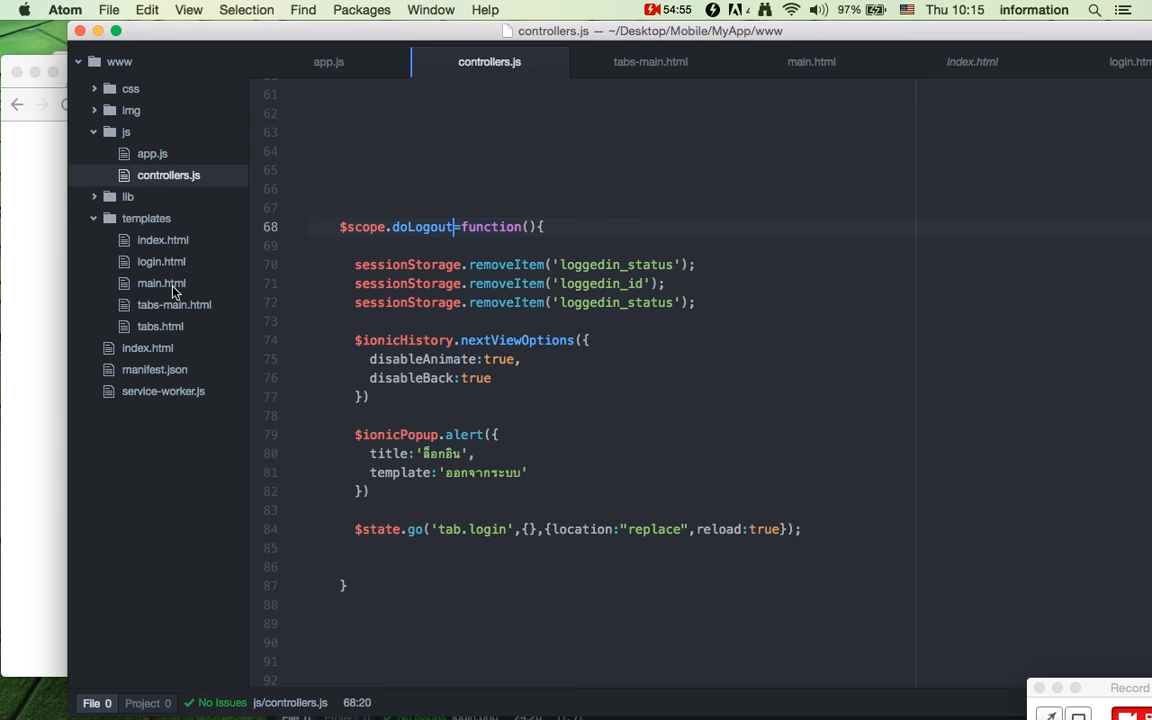 Atom File Edit View Selection Find Packages Window Help 54:55 4 97% Thu 10:15 information
controllers.js — ~/Desktop/Mobile/MyApp/www
www
app.js controllers.js tabs-main.html main.html index.html login.htm
css
img
js
app.js
controllers.js
lib
templates
index.html
login.html
main.html
tabs-main.html
tabs.html
index.html
manifest.json
service-worker.js
61
62
63
64
65
66
67
68 $scope.doLogout=function(){
69
70 sessionStorage.removeItem('loggedin_status');
71 sessionStorage.removeItem('loggedin_id');
72 sessionStorage.removeItem('loggedin_status');
73
74 $ionicHistory.nextViewOptions({
75 disableAnimate:true,
76 disableBack:true
77 })
78
79 $ionicPopup.alert({
80 title:'ล็อกอิน',
81 template:'ออกจากระบบ'
82 })
83
84 $state.go('tab.login',{},{location:"replace",reload:true});
85
86
87 }
88
89
90
91
92
File 0 Project 0 No Issues js/controllers.js 68:20
Record